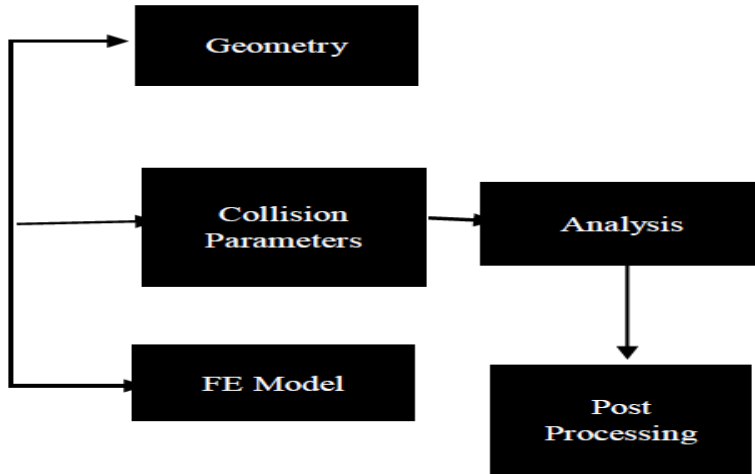 Geometry
Collision
Parameters
Analysis
FE Model
Post
Processing